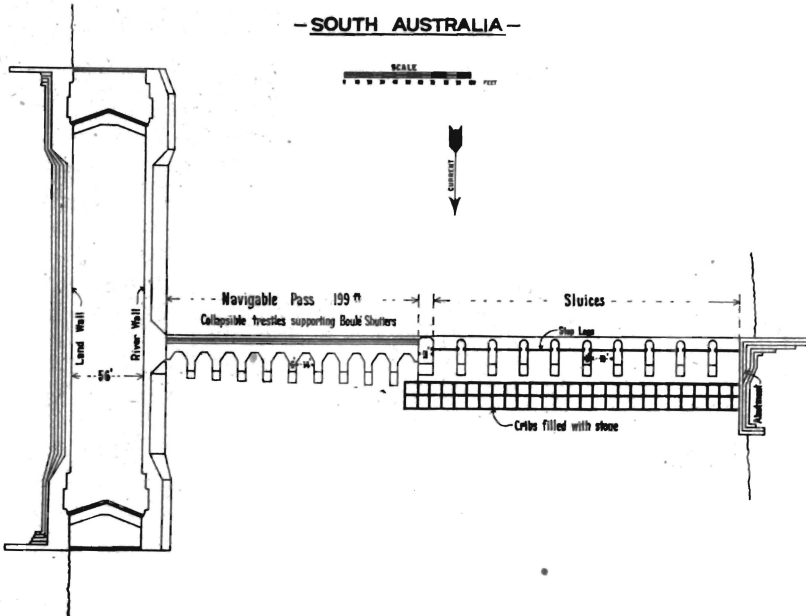 - SOUTH AUSTRALIA -
SCALE
FEET
CURRENT
Navigable Pass 199 ft
Sluices
Collapsible trestles supporting Boulé Shutters
Stop Logs
Land Wall
River Wall
56'
14'
Abutment
Cribs filled with stone